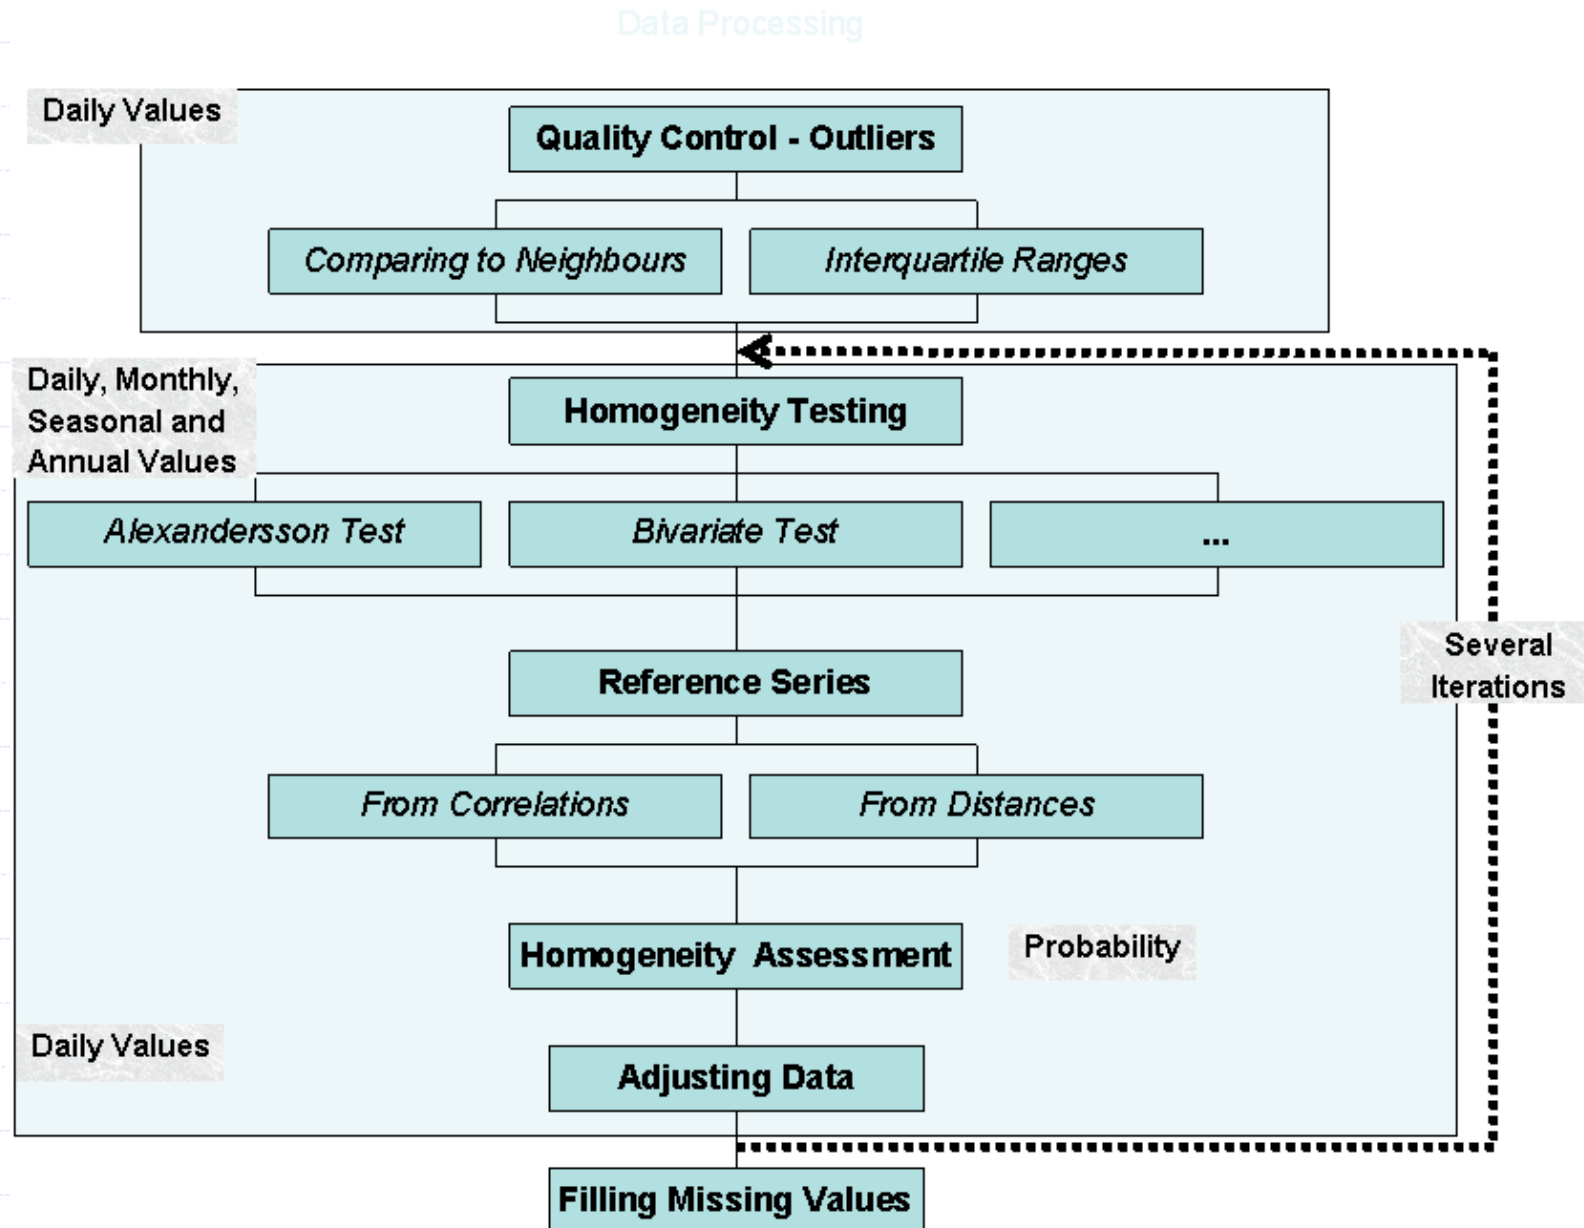 Data Processing
Daily Values
Quality Control - Outliers
Comparing to Neighbours
Interquartile Ranges
Daily, Monthly,
Seasonal and
Annual Values
Homogeneity Testing
Alexandersson Test
Bivariate Test
...
Reference Series
Several
Iterations
From Correlations
From Distances
Homogeneity Assessment
Probability
Daily Values
Adjusting Data
Filling Missing Values